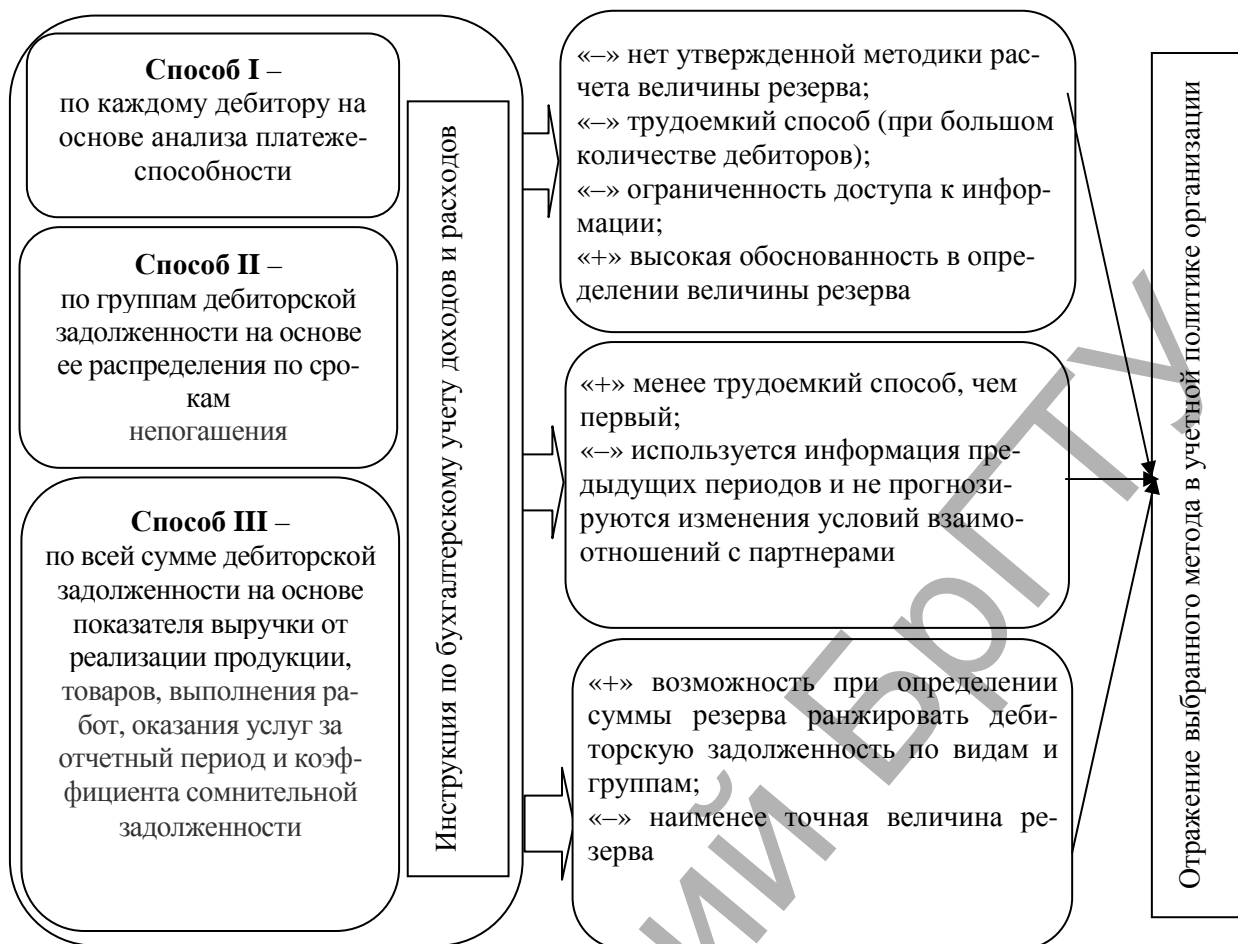 Способ I –
по каждому дебитору на
основе анализа платеже-
способности
Способ II –
по группам дебиторской
задолженности на основе
ее распределения по сро-
кам
непогашения
Способ III –
по всей сумме дебиторской
задолженности на основе
показателя выручки от
реализации продукции,
товаров, выполнения ра-
бот, оказания услуг за
отчетный период и коэф-
фициента сомнительной
задолженности
Инструкция по бухгалтерскому учету доходов и расходов
«–» нет утвержденной методики рас-
чета величины резерва;
«–» трудоемкий способ (при большом
количестве дебиторов);
«–» ограниченность доступа к инфор-
мации;
«+» высокая обоснованность в опре-
делении величины резерва
«+» менее трудоемкий способ, чем
первый;
«–» используется информация пре-
дыдущих периодов и не прогнози-
руются изменения условий взаимо-
отношений с партнерами
«+» возможность при определении
суммы резерва ранжировать деби-
торскую задолженность по видам и
группам;
«–» наименее точная величина ре-
зерва
Отражение выбранного метода в учетной политике организации
ий БрГТУ